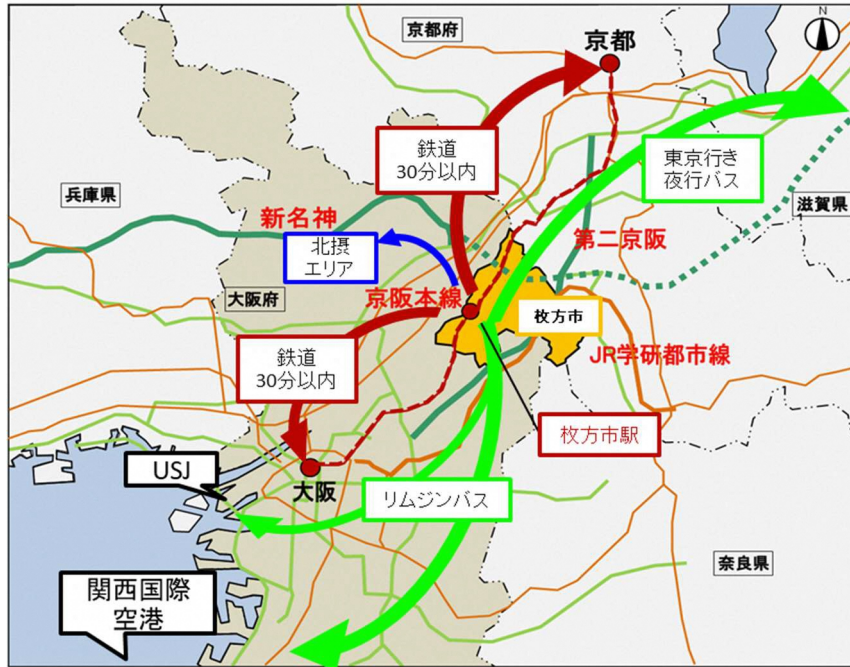 京都府
N
京都
鉄道
30分以内
東京行き
夜行バス
兵庫県
滋賀県
新名神
北摂
エリア
第二京阪
大阪府
京阪本線
枚方市
鉄道
30分以内
JR学研都市線
枚方市駅
USJ
大阪
リムジンバス
関西国際
空港
奈良県